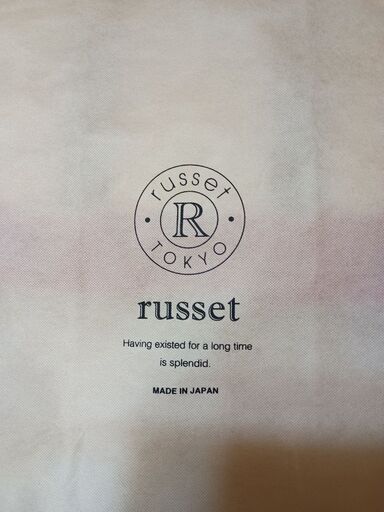 russet
R
TOKYO
russet
Having existed for a long time
is splendid.
MADE IN JAPAN